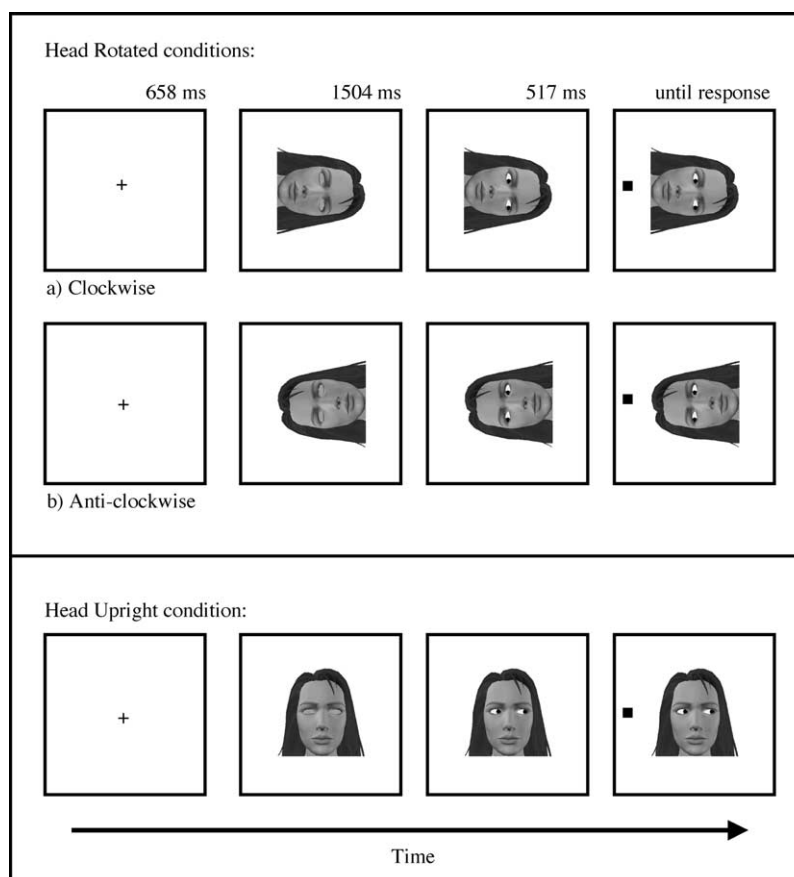 Head Rotated conditions:
658 ms 1504 ms 517 ms until response
a) Clockwise
b) Anti-clockwise
Head Upright condition:
Time